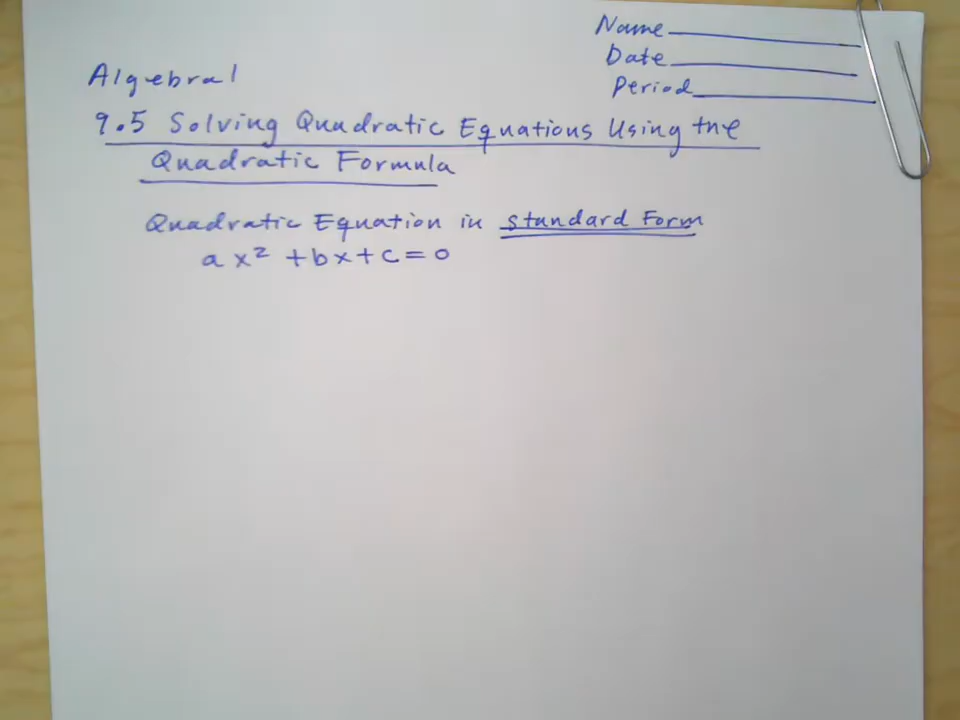 Name
Date
Period
Algebra 1
9.5 Solving Quadratic Equations Using the
Quadratic Formula
Quadratic Equation in standard Form
ax² + bx + c = 0